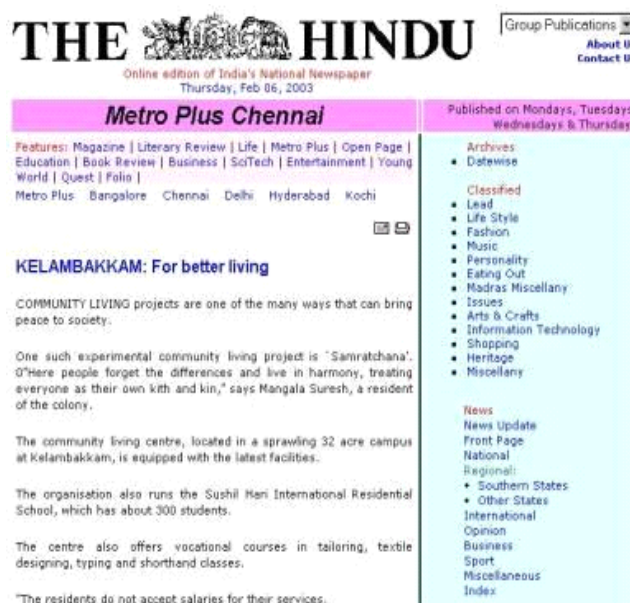 THE HINDU
Group Publications
About U
Contact U
Online edition of India's National Newspaper
Thursday, Feb 06, 2003
Metro Plus Chennai
Published on Mondays, Tuesdays
Wednesdays & Thursday
Features: Magazine | Literary Review | Life | Metro Plus | Open Page |
Education | Book Review | Business | SciTech | Entertainment | Young
World | Quest | Folio |
Metro Plus Bangalore Chennai Delhi Hyderabad Kochi
KELAMBAKKAM: For better living
COMMUNITY LIVING projects are one of the many ways that can bring
peace to society.
One such experimental community living project is `Samratchana'.
0"Here people forget the differences and live in harmony, treating
everyone as their own kith and kin," says Mangala Suresh, a resident
of the colony.
The community living centre, located in a sprawling 32 acre campus
at Kelambakkam, is equipped with the latest facilities.
The organisation also runs the Sushil Hari International Residential
School, which has about 300 students.
The centre also offers vocational courses in tailoring, textile
designing, typing and shorthand classes.
"The residents do not accept salaries for their services.
Archives
• Datewise
Classified
• Lead
• Life Style
• Fashion
• Music
• Personality
• Eating Out
• Madras Miscellany
• Issues
• Arts & Crafts
• Information Technology
• Shopping
• Heritage
• Miscellany
News
News Update
Front Page
National
Regional:
• Southern States
• Other States
International
Opinion
Business
Sport
Miscellaneous
Index